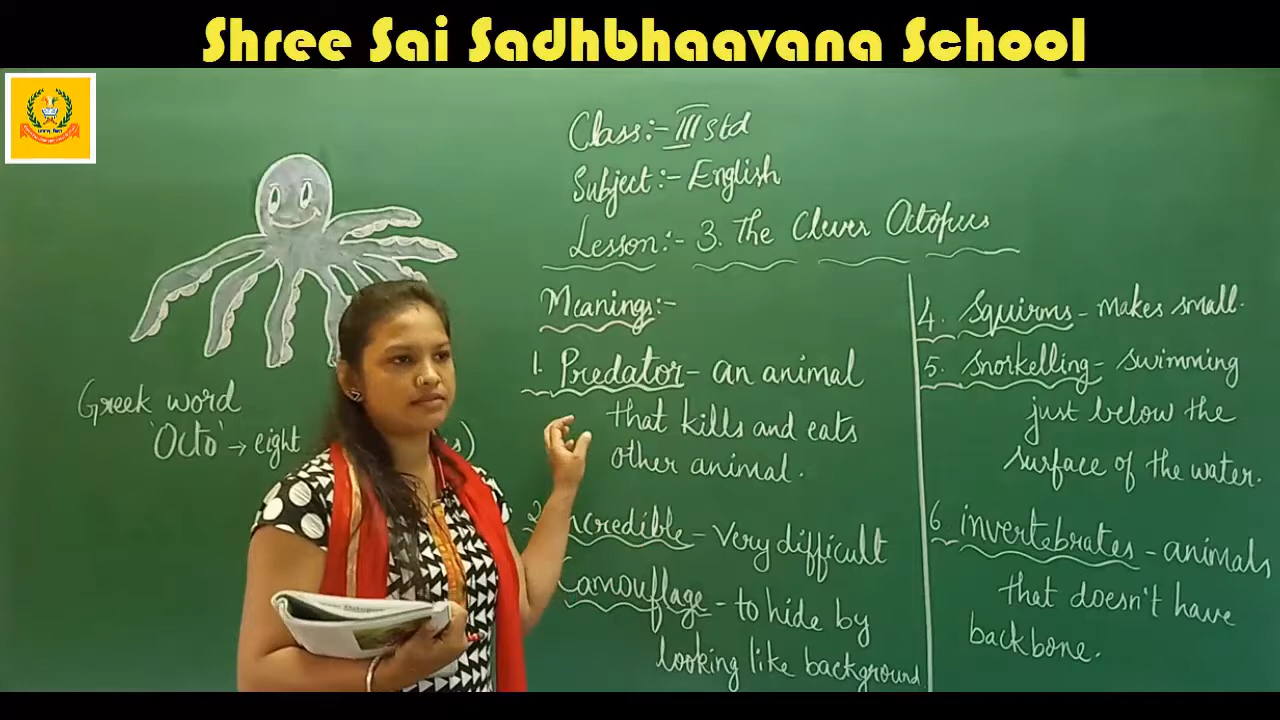 Shree Sai Sadhbhaavana School
Class:- III Std
Subject:- English
Lesson:- 3. The Clever Octopus
Meanings:-
1. Predator - an animal
that kills and eats
other animal.
2. Incredible - Very difficult
Camouflage - to hide by
looking like background
4. Squirms - makes small.
5. Snorkelling - swimming
just below the
surface of the water.
6 invertebrates - animals
that doesn't have
backbone.
Greek word
'Octo' → eight s)